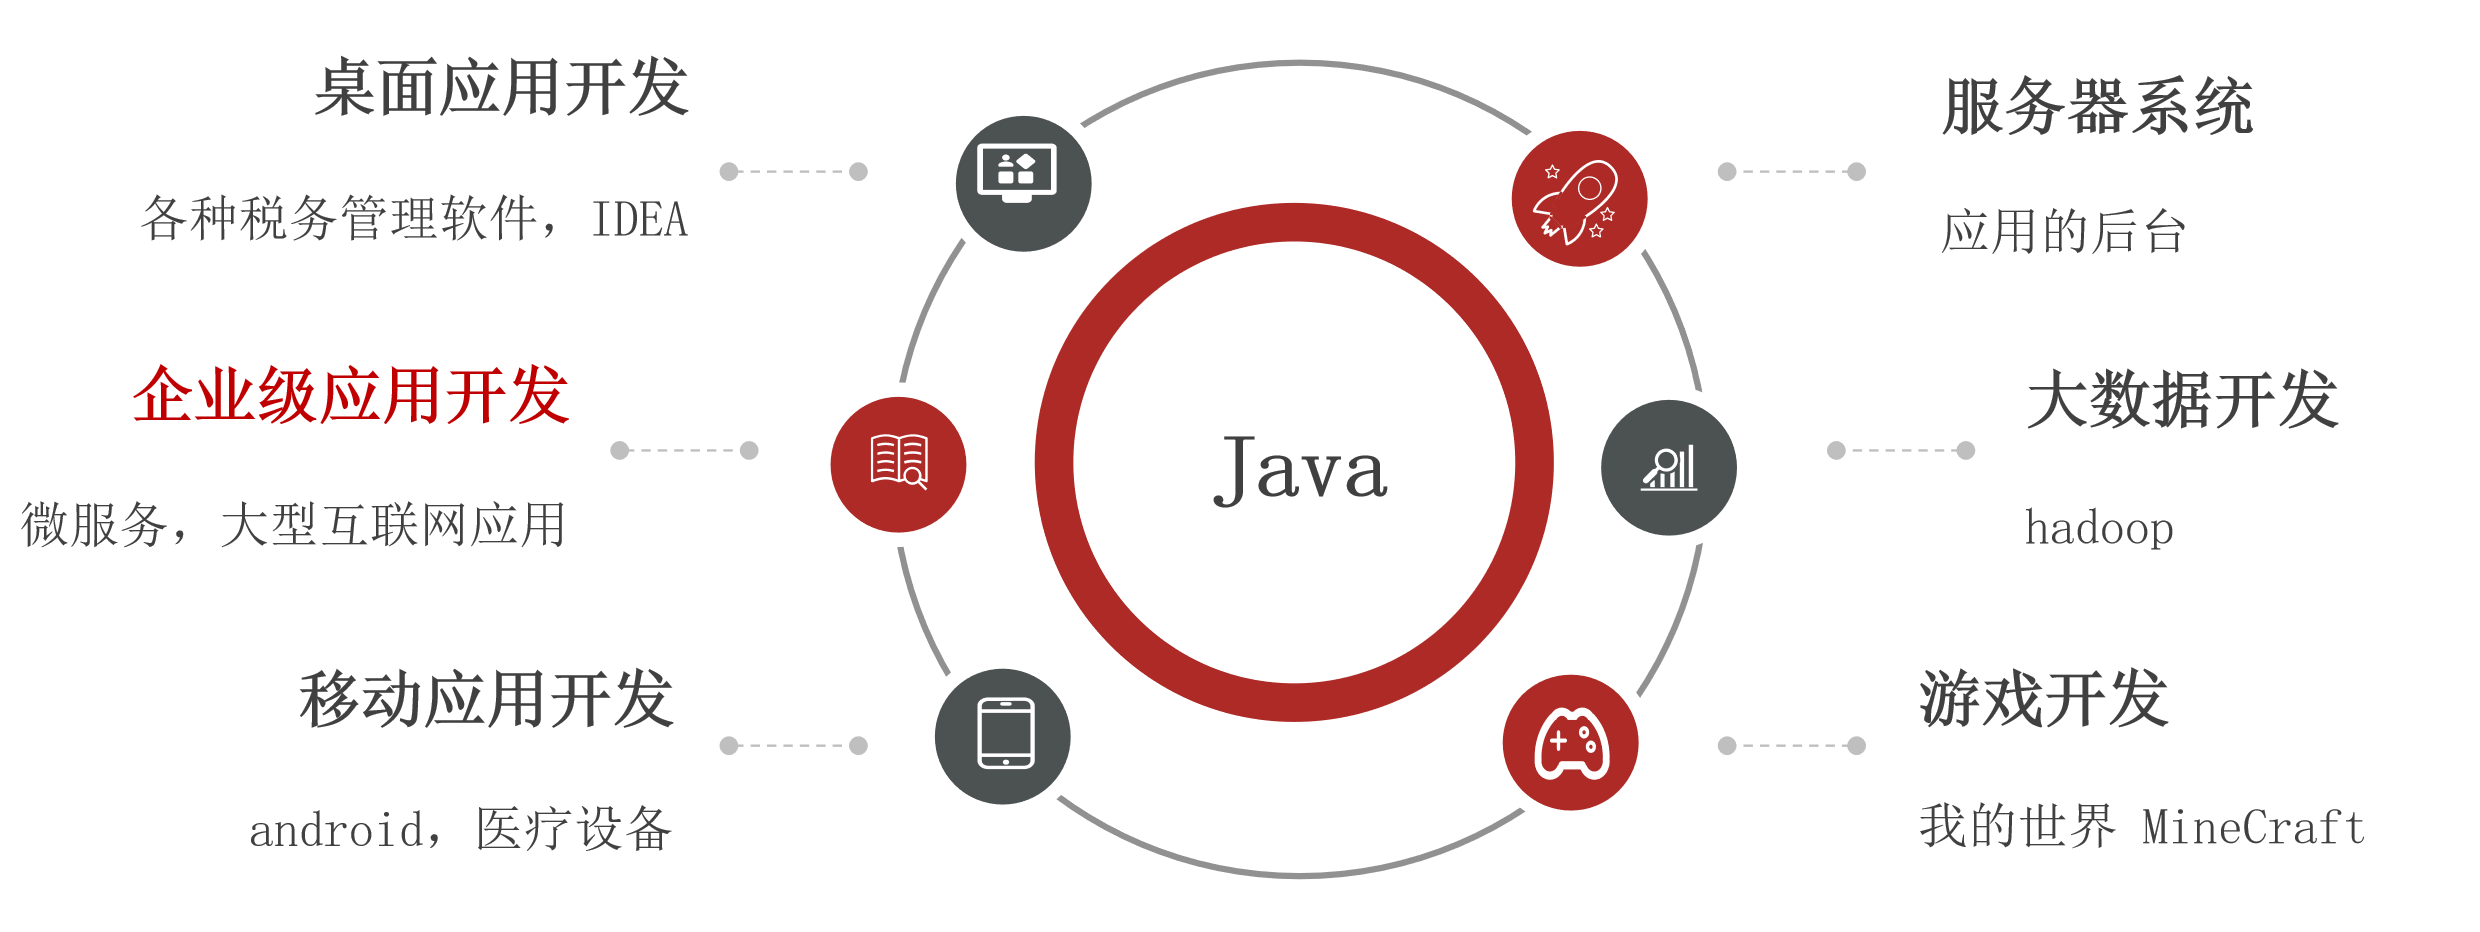 桌面应用开发
各种税务管理软件，IDEA
企业级应用开发
微服务，大型互联网应用
移动应用开发
android，医疗设备
Java
服务器系统
应用的后台
大数据开发
hadoop
游戏开发
我的世界 MineCraft